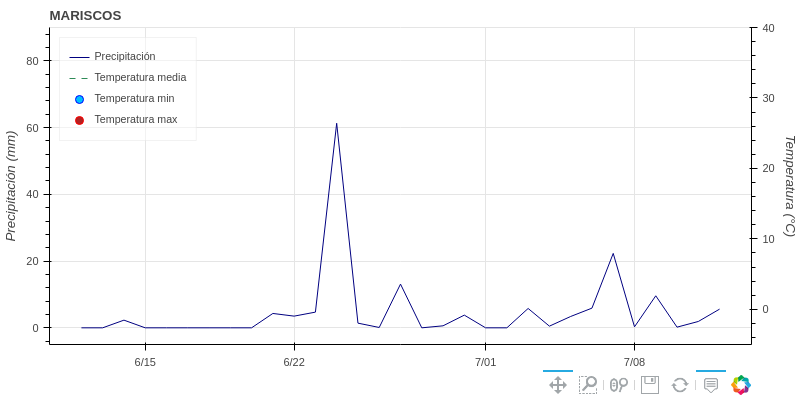 MARISCOS
Precipitación
Temperatura media
Temperatura min
Temperatura max
Precipitación (mm)
80
60
40
20
0
Temperatura (°C)
40
30
20
10
0
6/15
6/22
7/01
7/08